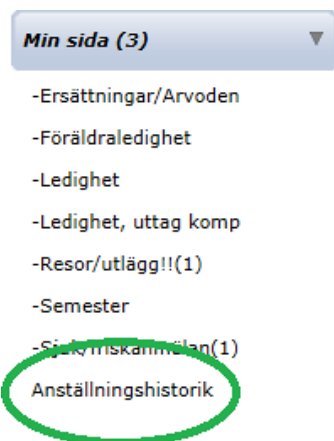 Min sida (3)
-Ersättningar/Arvoden
-Föräldraledighet
-Ledighet
-Ledighet, uttag komp
-Resor/utlägg!!(1)
-Semester
-Sjuk/friskanmälan(1)
Anställningshistorik